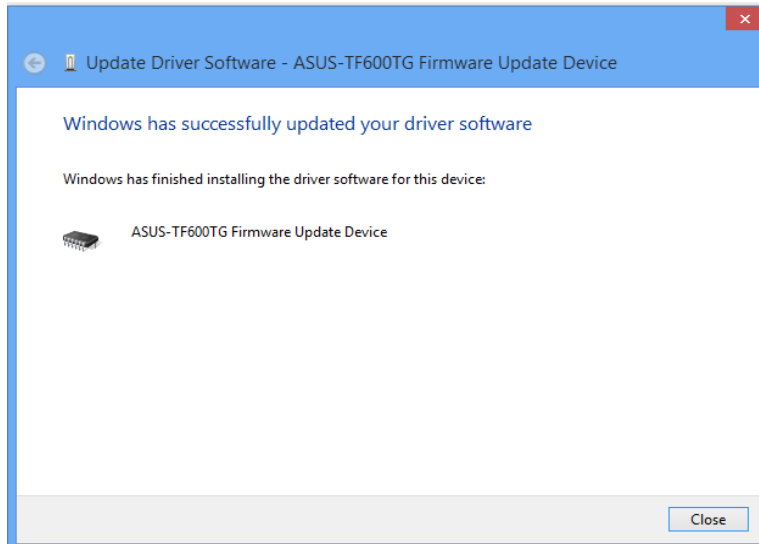 Update Driver Software - ASUS-TF600TG Firmware Update Device
Windows has successfully updated your driver software
Windows has finished installing the driver software for this device:
ASUS-TF600TG Firmware Update Device
Close